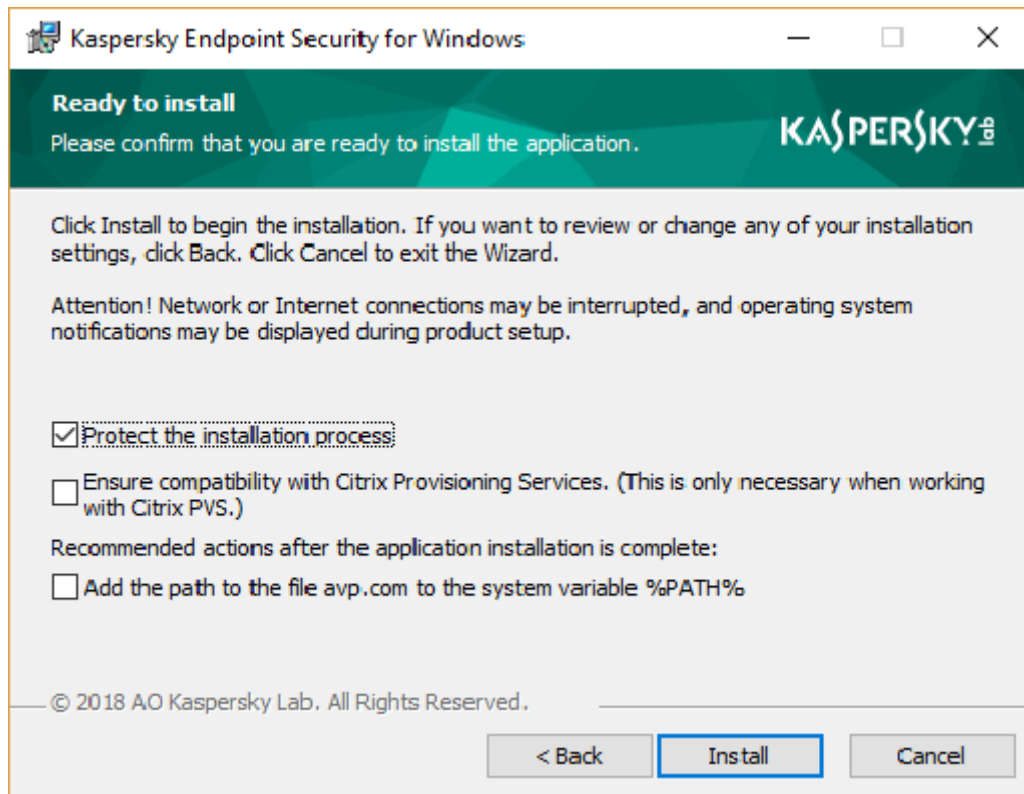 Kaspersky Endpoint Security for Windows
Ready to install
Please confirm that you are ready to install the application.
KASPERSKY lab
Click Install to begin the installation. If you want to review or change any of your installation
settings, click Back. Click Cancel to exit the Wizard.
Attention! Network or Internet connections may be interrupted, and operating system
notifications may be displayed during product setup.
Protect the installation process
Ensure compatibility with Citrix Provisioning Services. (This is only necessary when working
with Citrix PVS.)
Recommended actions after the application installation is complete:
Add the path to the file avp.com to the system variable %PATH%
© 2018 AO Kaspersky Lab. All Rights Reserved.
< Back
Install
Cancel